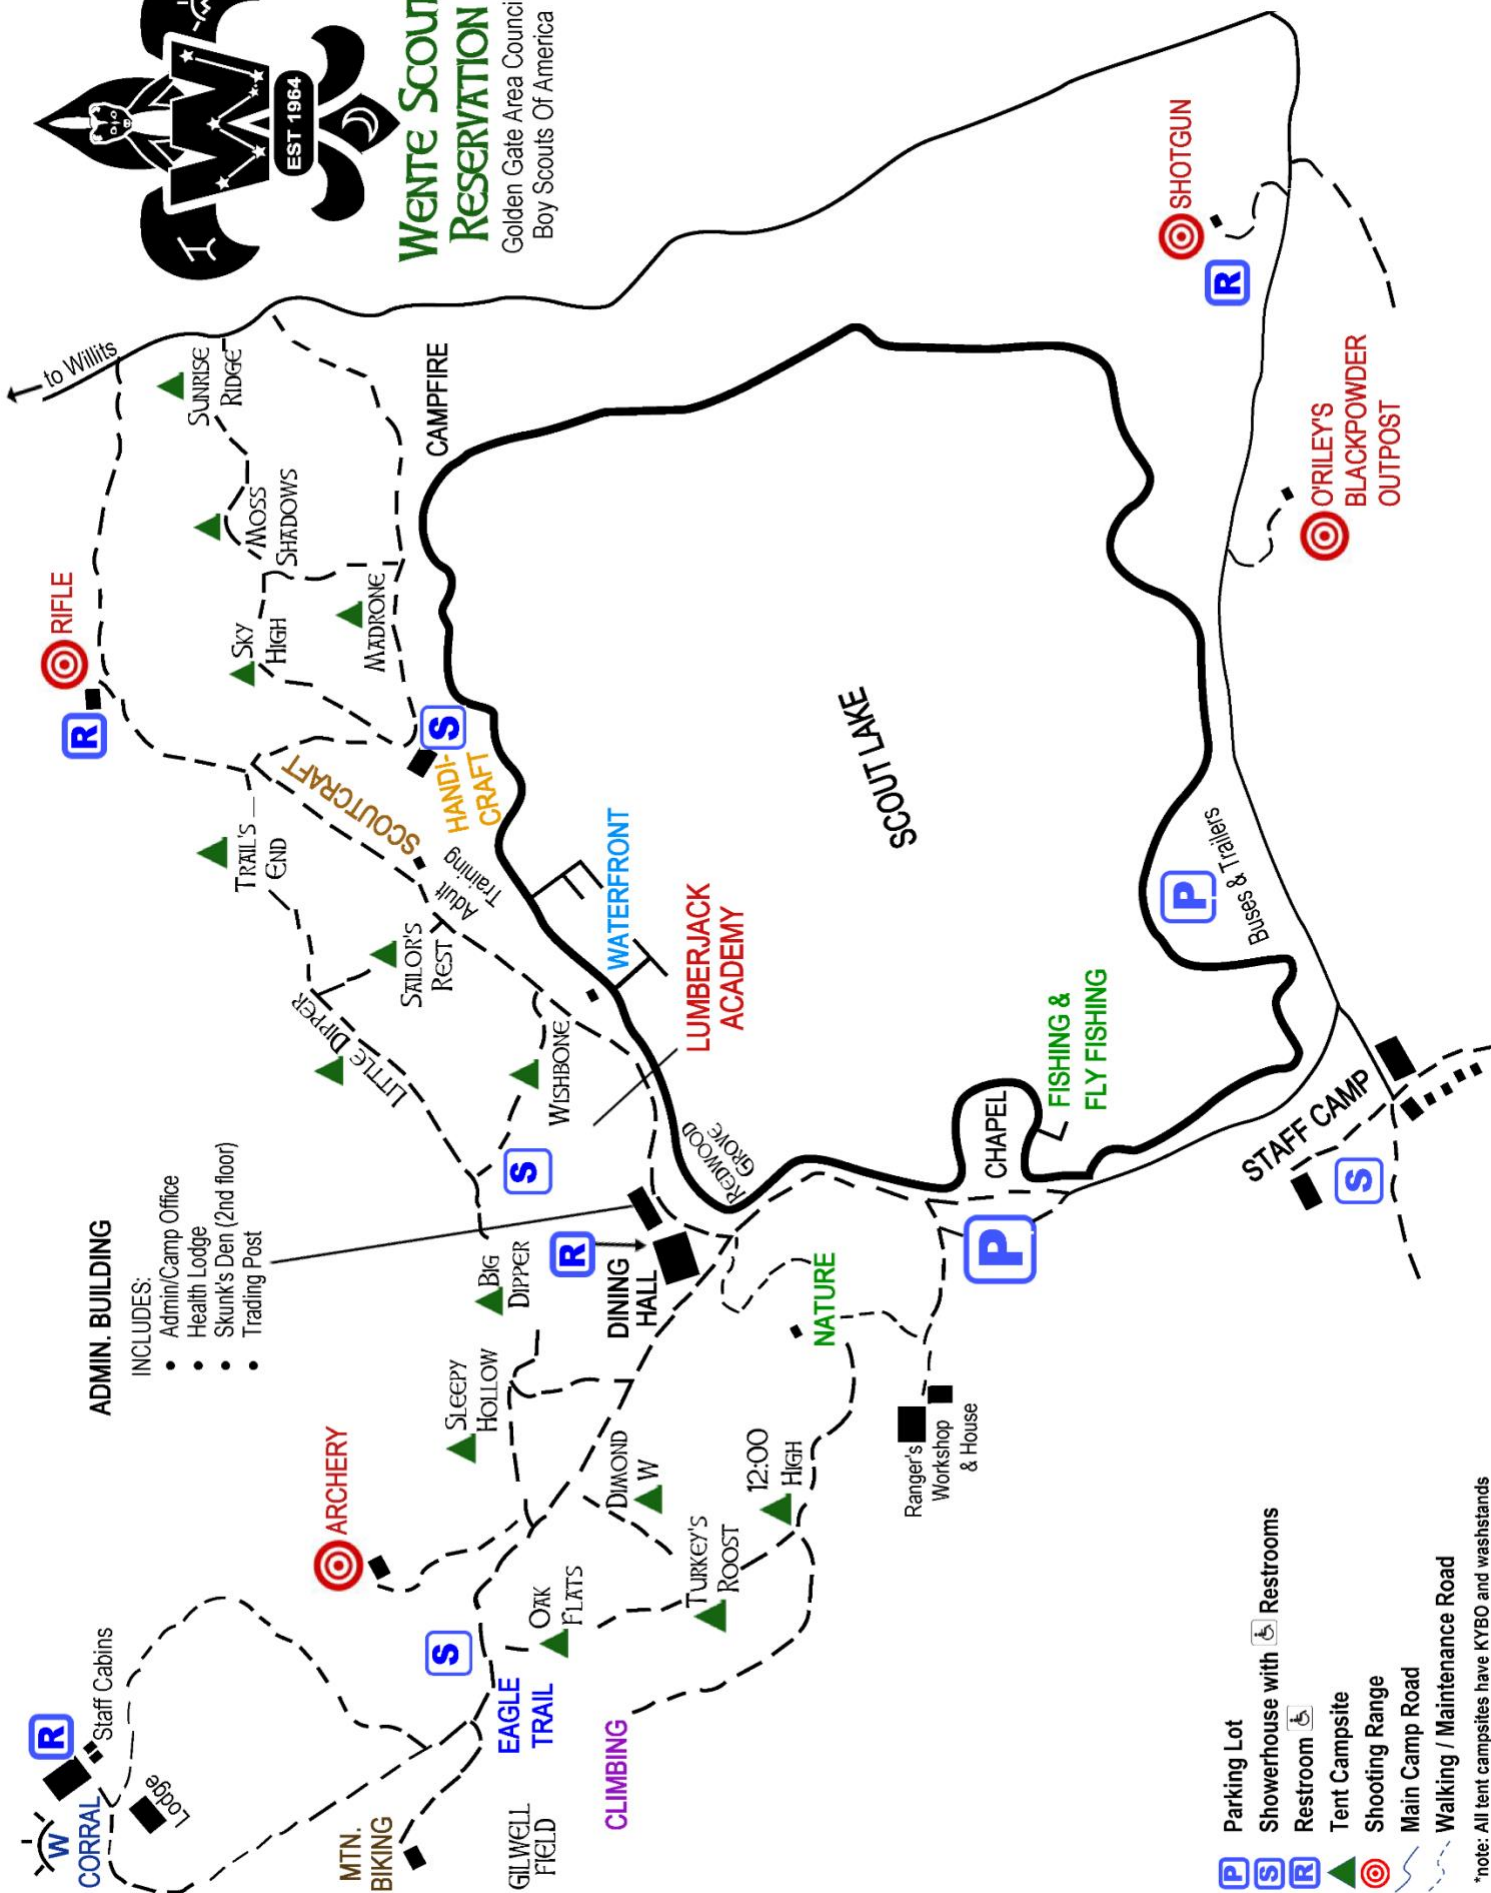 WENTE SCOUT
RESERVATION
Golden Gate Area Council
Boy Scouts Of America
EST 1964
W
to Willits
SUNRISE
RIDGE
MOSS
SHADOWS
SKY
HIGH
MADRONE
CAMPFIRE
RIFLE
R
S
HANDI-
CRAFT
SCOUTCRAFT
TRAIL'S
END
Adult
Training
SAILOR'S
REST
LITTLE DIPPER
WISHBONE
WATERFRONT
LUMBERJACK
ACADEMY
SCOUT LAKE
SHOTGUN
R
O'RILEY'S
BLACKPOWDER
OUTPOST
P
Buses & Trailers
STAFF CAMP
S
FISHING &
FLY FISHING
CHAPEL
REDWOOD
GROVE
P
S
R
ADMIN. BUILDING
INCLUDES:
• Admin/Camp Office
• Health Lodge
• Skunk's Den (2nd floor)
• Trading Post
BIG
DIPPER
DINING
HALL
NATURE
SLEEPY
HOLLOW
DIMOND
W
12:00
HIGH
Ranger's
Workshop
& House
ARCHERY
TURKEY'S
ROOST
OAK
FLATS
S
EAGLE
TRAIL
CLIMBING
GILWELL
FIELD
MTN.
BIKING
R
Staff Cabins
Lodge
W
CORRAL
P Parking Lot
S Showerhouse with Restrooms
R Restroom
Tent Campsite
Shooting Range
Main Camp Road
Walking / Maintenance Road
*note: All tent campsites have KYBO and washstands